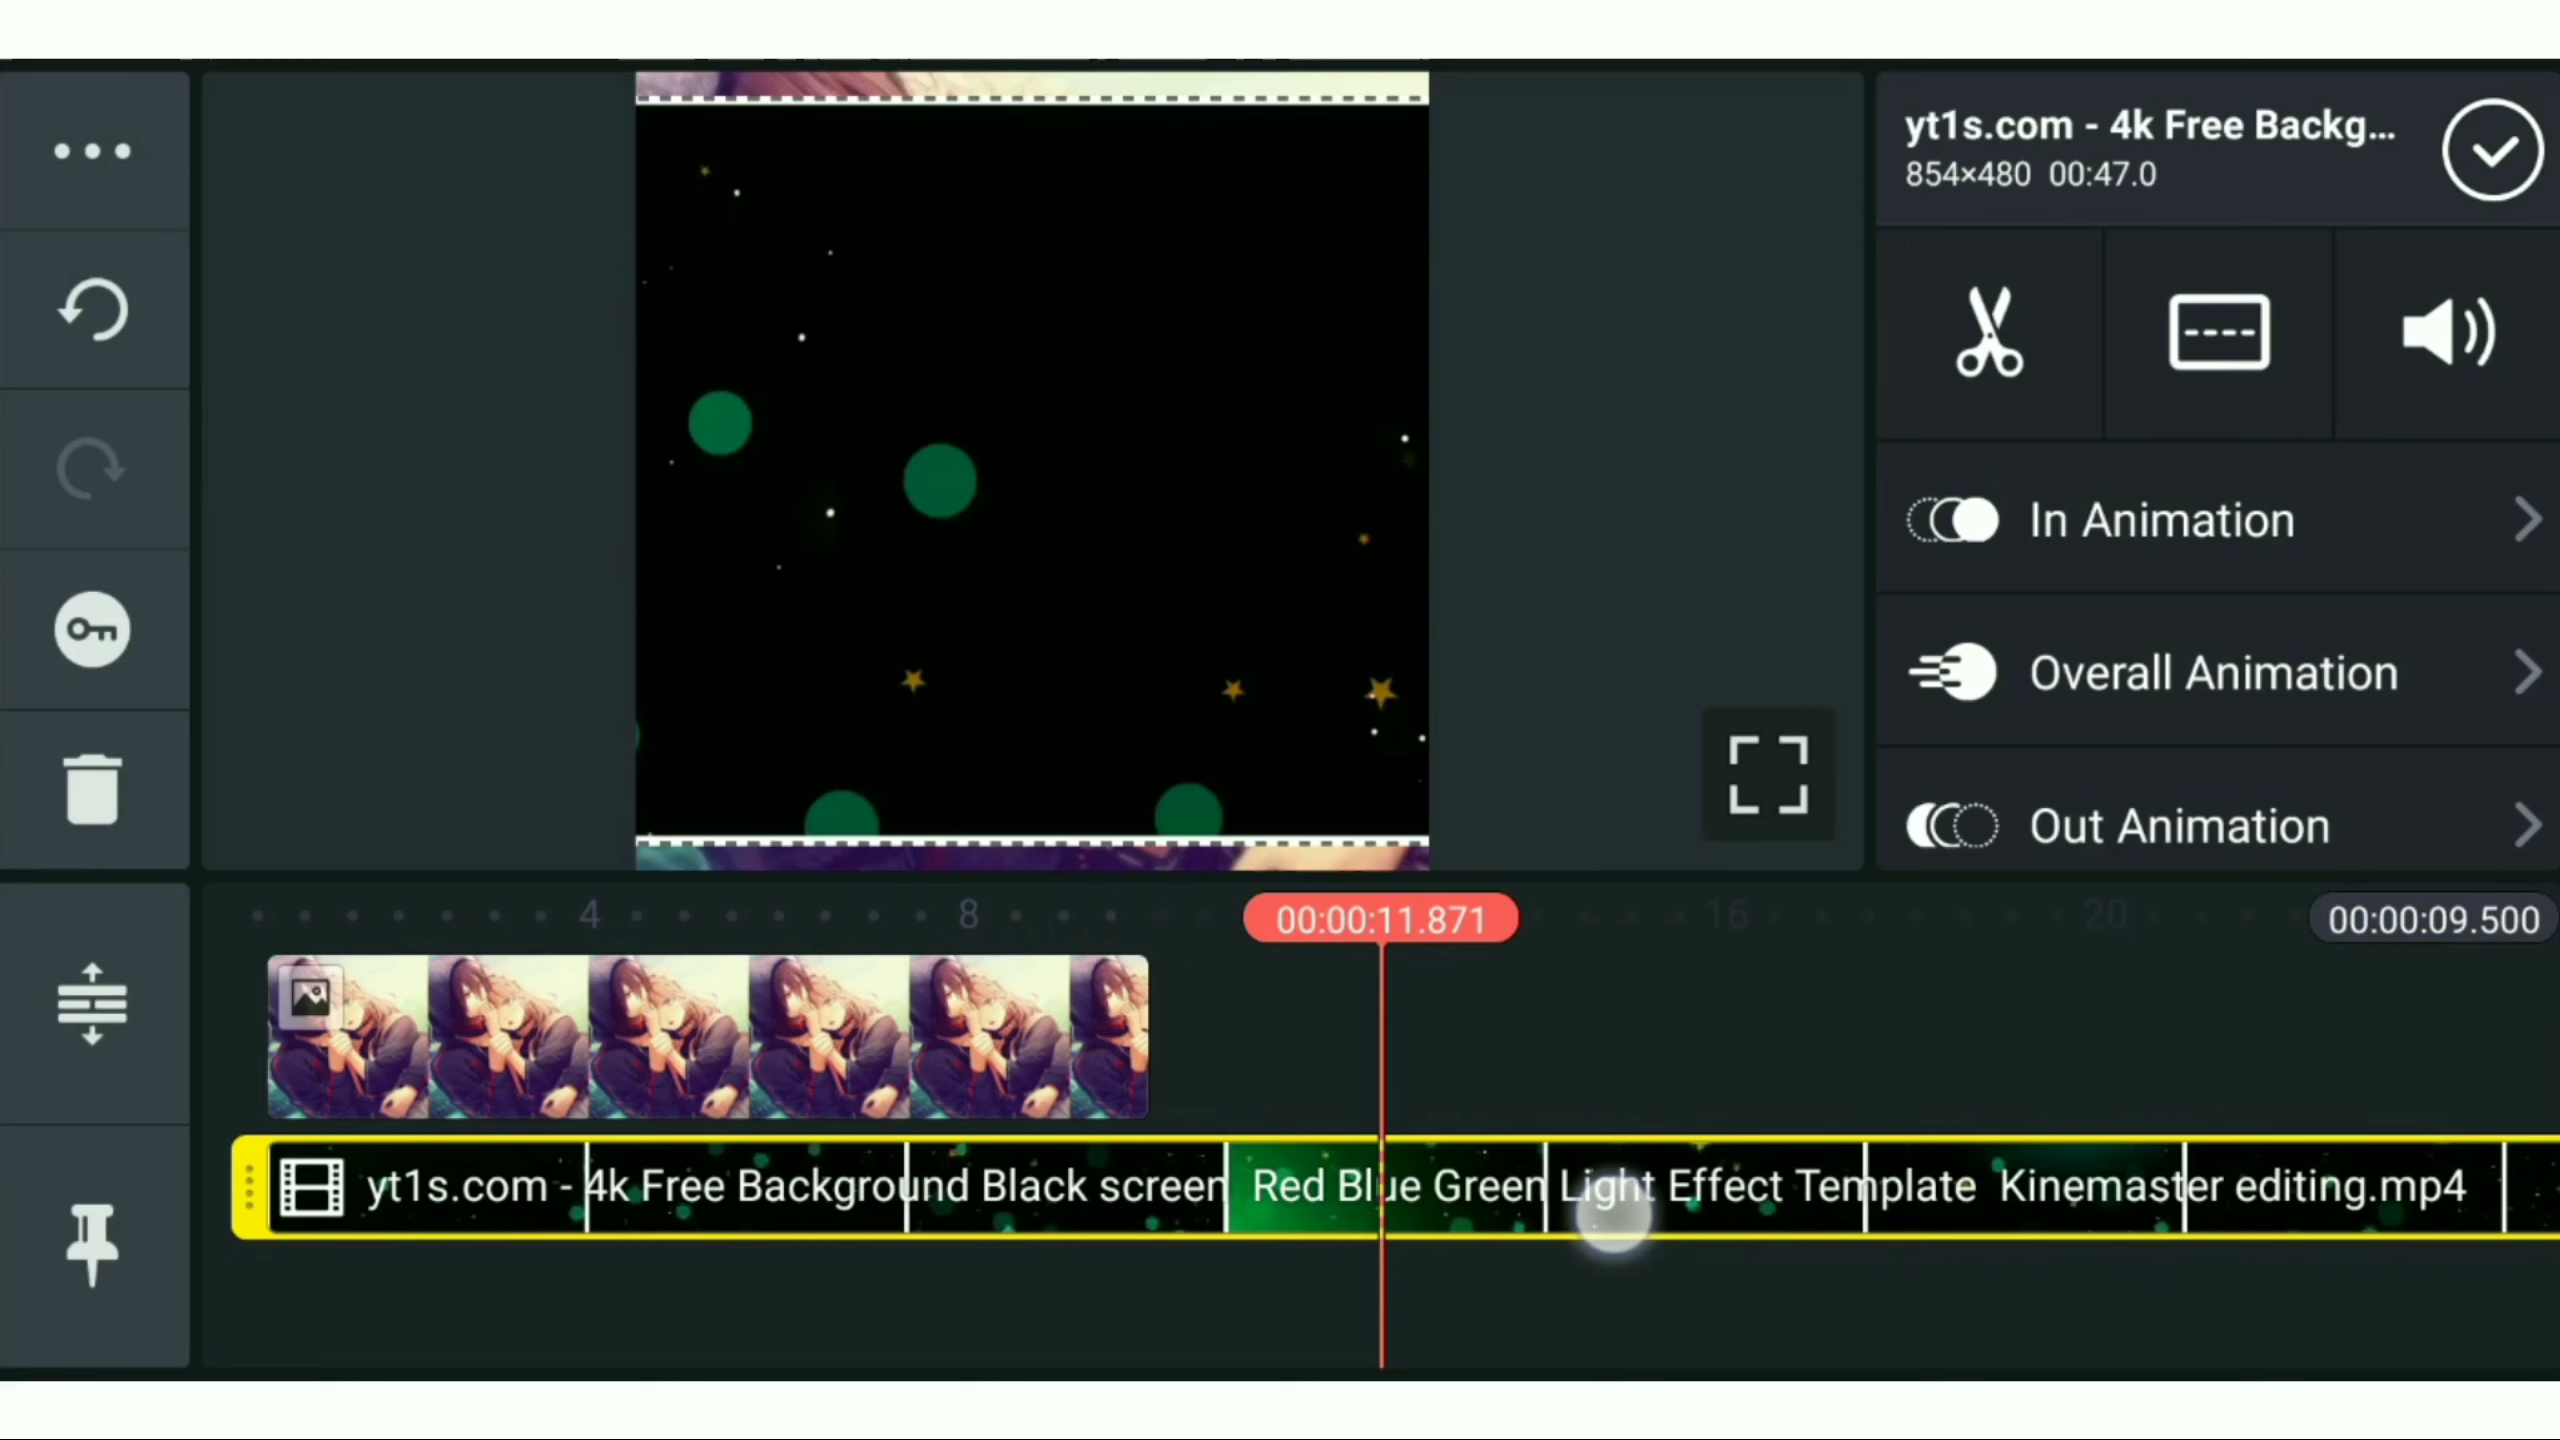 yt1s.com - 4k Free Backg...
854×480 00:47.0
In Animation
Overall Animation
Out Animation
4
8
00:00:11.871
16
20
00:00:09.500
yt1s.com - 4k Free Background Black screen Red Blue Green Light Effect Template Kinemaster editing.mp4